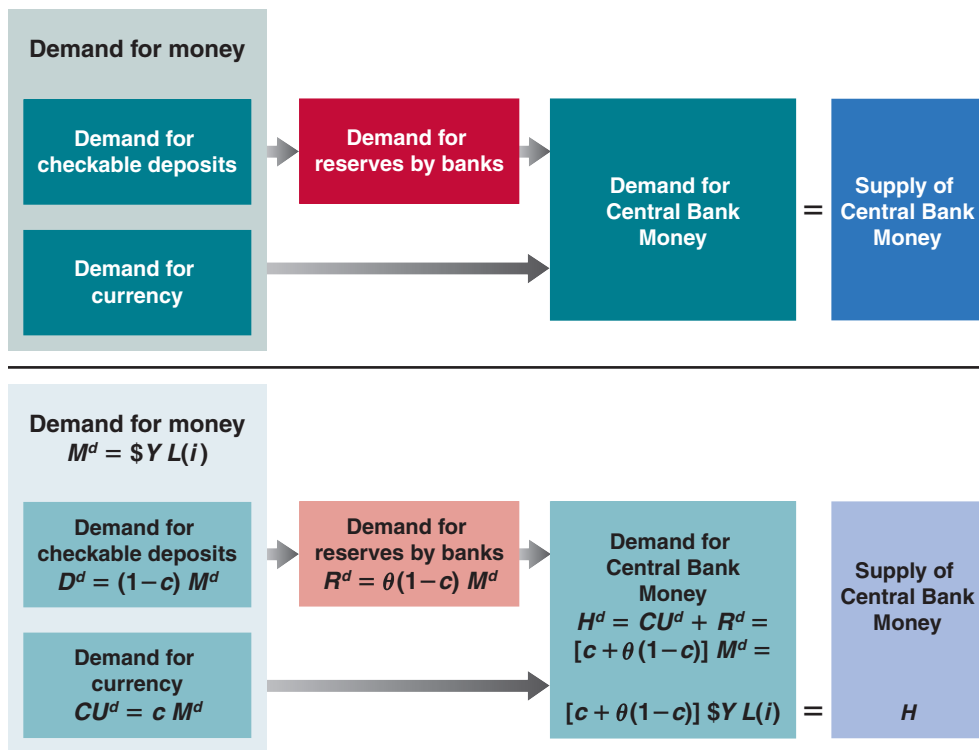 Demand for money
Demand for
checkable deposits
Demand for
reserves by banks
Demand for
currency
Demand for
Central Bank
Money
=
Supply of
Central Bank
Money
Demand for money
Mᵈ = $Y L(i)
Demand for
checkable deposits
Dᵈ = (1−c) Mᵈ
Demand for
reserves by banks
Rᵈ = θ(1−c) Mᵈ
Demand for
currency
CUᵈ = c Mᵈ
Demand for
Central Bank
Money
Hᵈ = CUᵈ + Rᵈ =
[c + θ(1−c)] Mᵈ =
[c + θ(1−c)] $Y L(i)
=
Supply of
Central Bank
Money
H